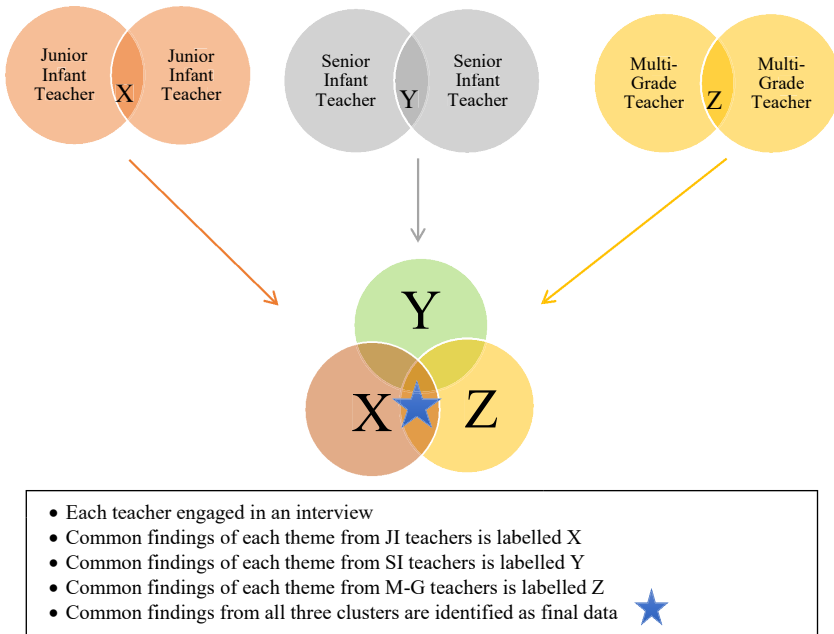 Junior
Infant
Teacher
X
Junior
Infant
Teacher
Senior
Infant
Teacher
Y
Senior
Infant
Teacher
Multi-
Grade
Teacher
Z
Multi-
Grade
Teacher
Y
X
Z
• Each teacher engaged in an interview
• Common findings of each theme from JI teachers is labelled X
• Common findings of each theme from SI teachers is labelled Y
• Common findings of each theme from M-G teachers is labelled Z
• Common findings from all three clusters are identified as final data